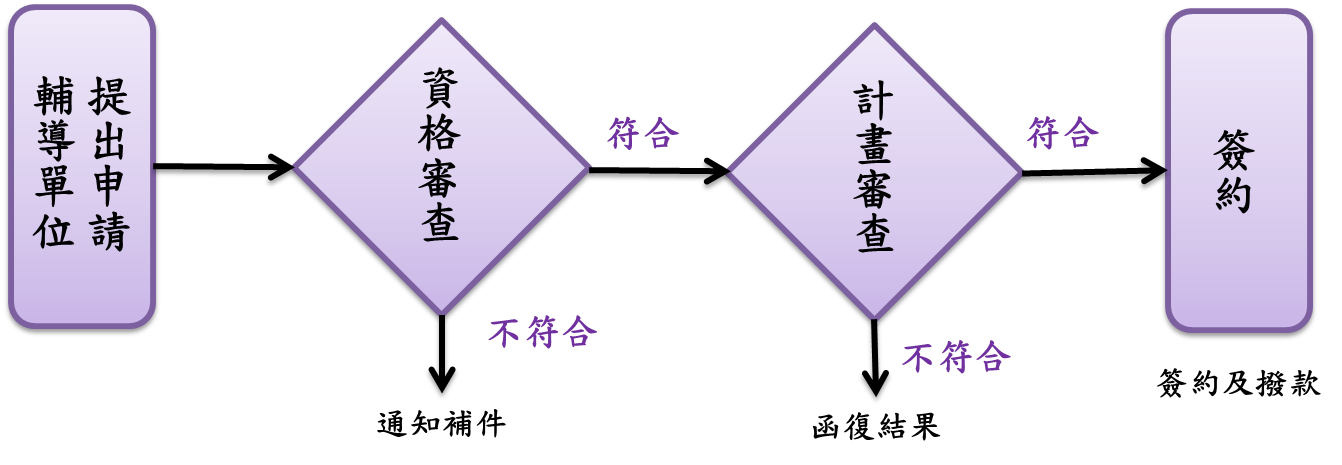 提出申請
輔導單位
資格審查
符合
不符合
通知補件
計畫審查
符合
不符合
函復結果
簽約
簽約及撥款